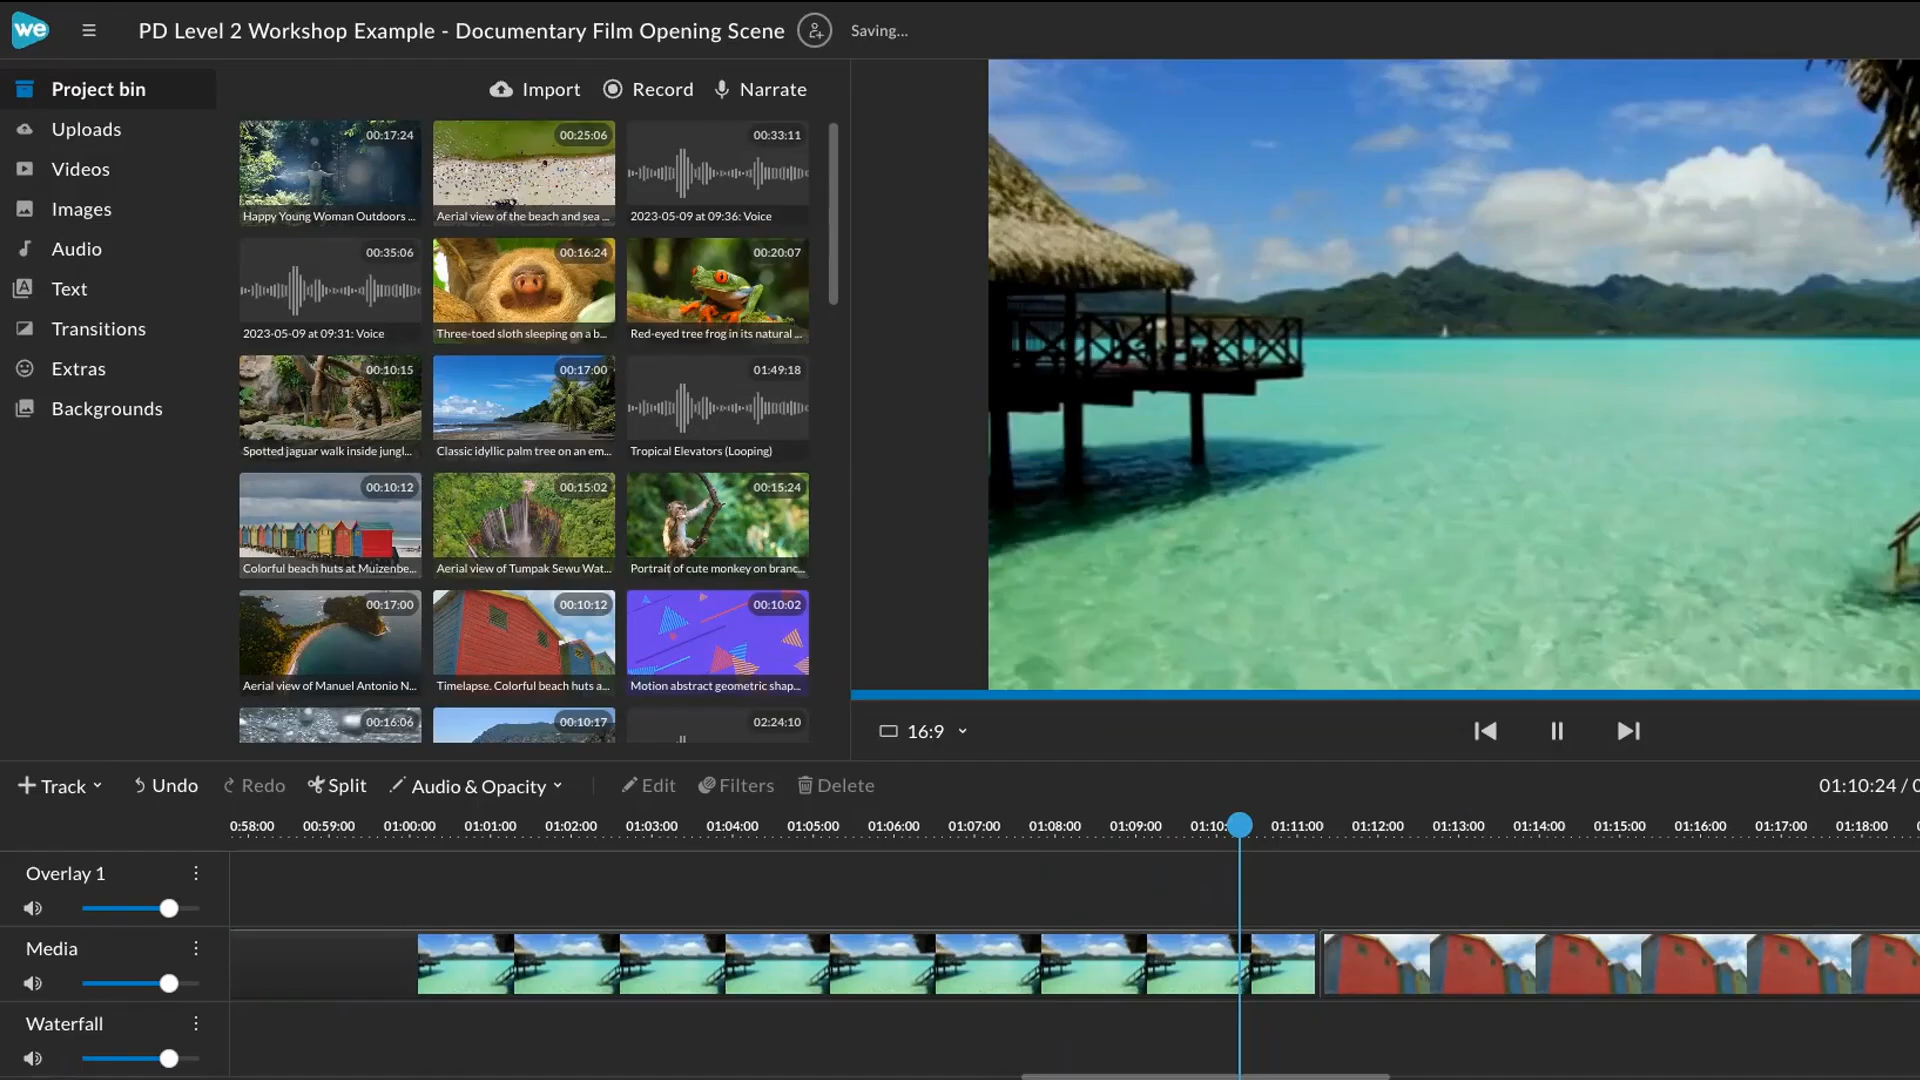 we
PD Level 2 Workshop Example - Documentary Film Opening Scene
Saving...
Project bin
Uploads
Videos
Images
Audio
Text
Transitions
Extras
Backgrounds
Import
Record
Narrate
00:17:24
Happy Young Woman Outdoors ...
00:25:06
Aerial view of the beach and sea ...
00:33:11
2023-05-09 at 09:36: Voice
00:35:06
2023-05-09 at 09:31: Voice
00:16:24
Three-toed sloth sleeping on a b...
00:20:07
Red-eyed tree frog in its natural ...
00:10:15
Spotted jaguar walk inside jungl...
00:17:00
Classic idyllic palm tree on an em...
01:49:18
Tropical Elevators (Looping)
00:10:12
Colorful beach huts at Muizenbe...
00:15:02
Aerial view of Tumpak Sewu Wat...
00:15:24
Portrait of cute monkey on branc...
00:17:00
Aerial view of Manuel Antonio N...
00:10:12
Timelapse. Colorful beach huts a...
00:10:02
Motion abstract geometric shap...
00:16:06
00:10:17
02:24:10
16:9
Track
Undo
Redo
Split
Audio & Opacity
Edit
Filters
Delete
01:10:24 / 0
0:58:00 00:59:00 01:00:00 01:01:00 01:02:00 01:03:00 01:04:00 01:05:00 01:06:00 01:07:00 01:08:00 01:09:00 01:10: 01:11:00 01:12:00 01:13:00 01:14:00 01:15:00 01:16:00 01:17:00 01:18:00
Overlay 1
Media
Waterfall